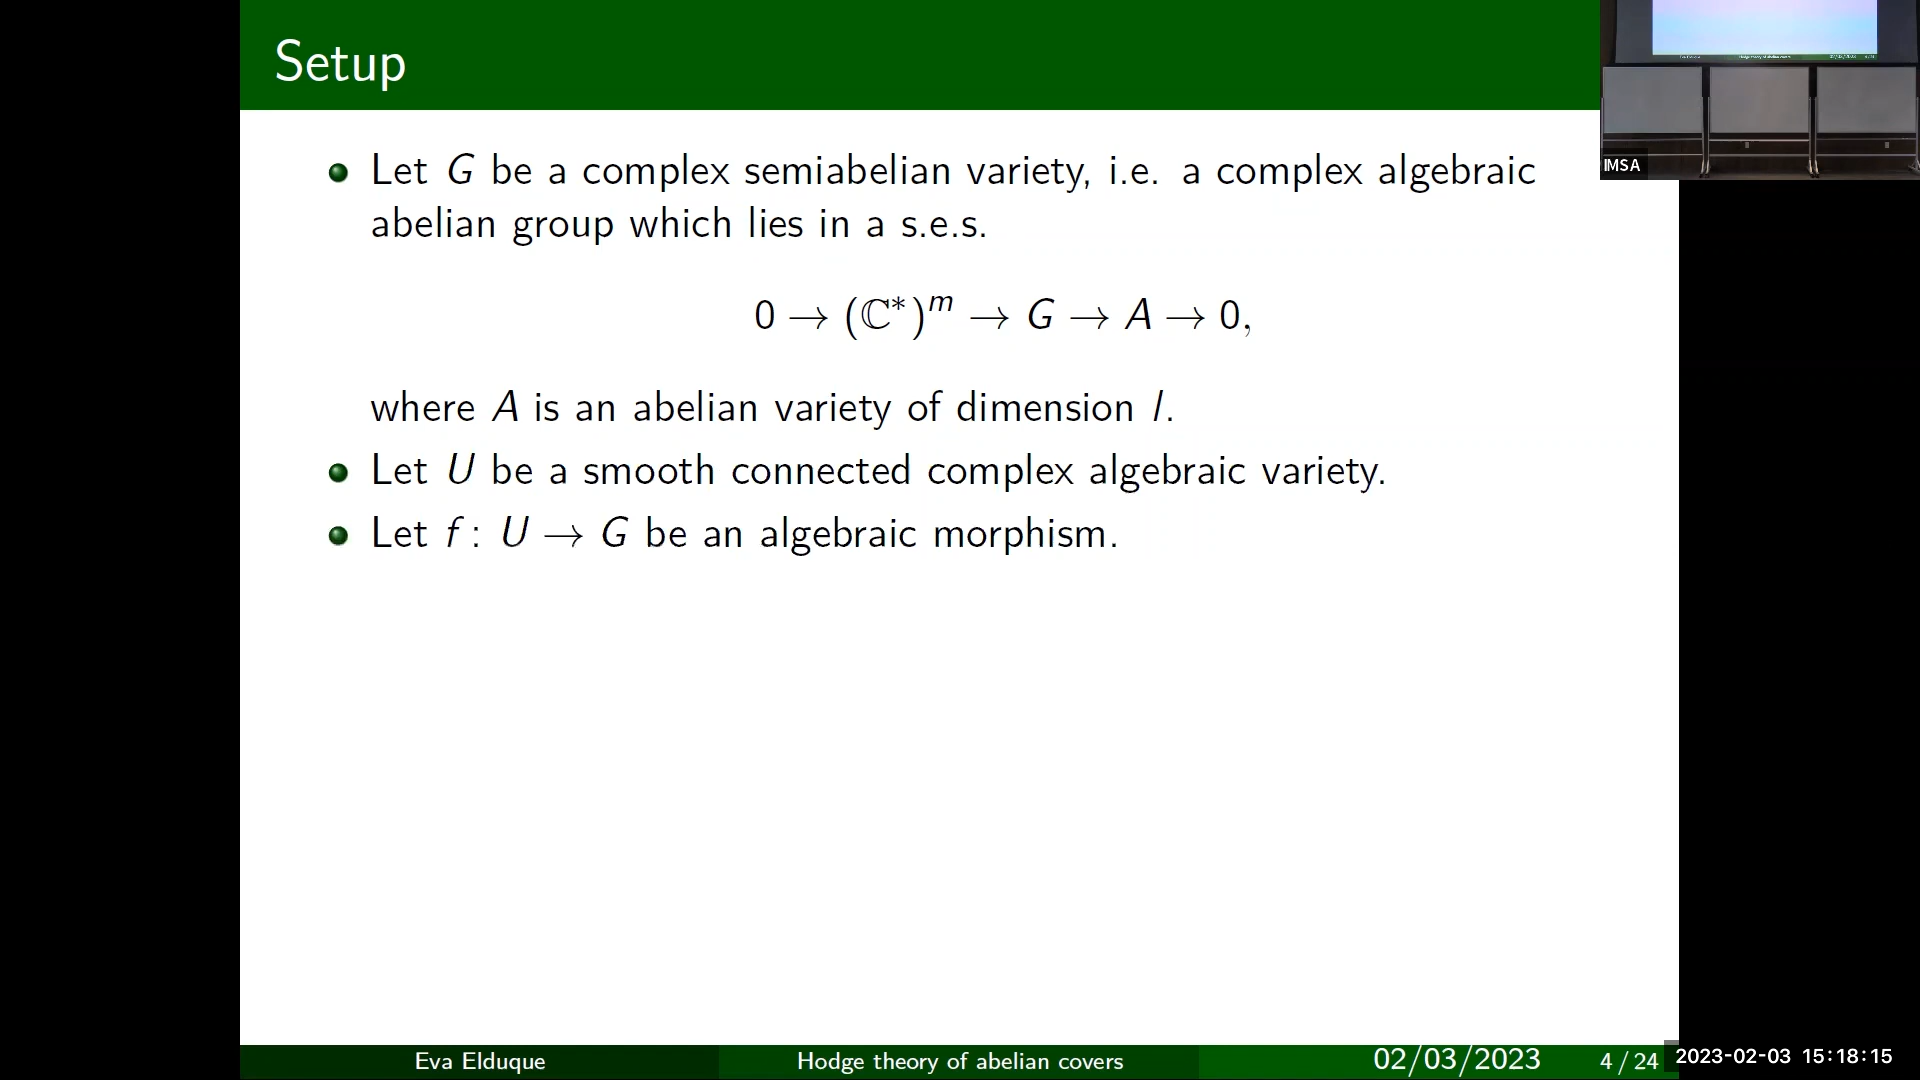 Setup
IMSA
Let G be a complex semiabelian variety, i.e. a complex algebraic
abelian group which lies in a s.e.s.
0 → (ℂ*)ᵐ → G → A → 0,
where A is an abelian variety of dimension l.
Let U be a smooth connected complex algebraic variety.
Let f : U → G be an algebraic morphism.
Eva Elduque
Hodge theory of abelian covers
02/03/2023
4 / 24
2023-02-03 15:18:15